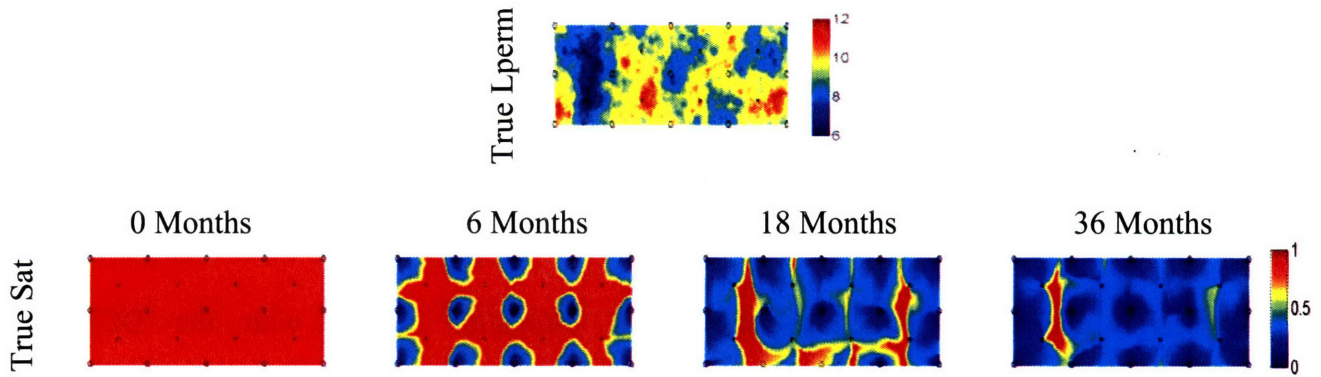 True Lperm
12
10
8
6
0 Months
6 Months
18 Months
36 Months
True Sat
1
0.5
0